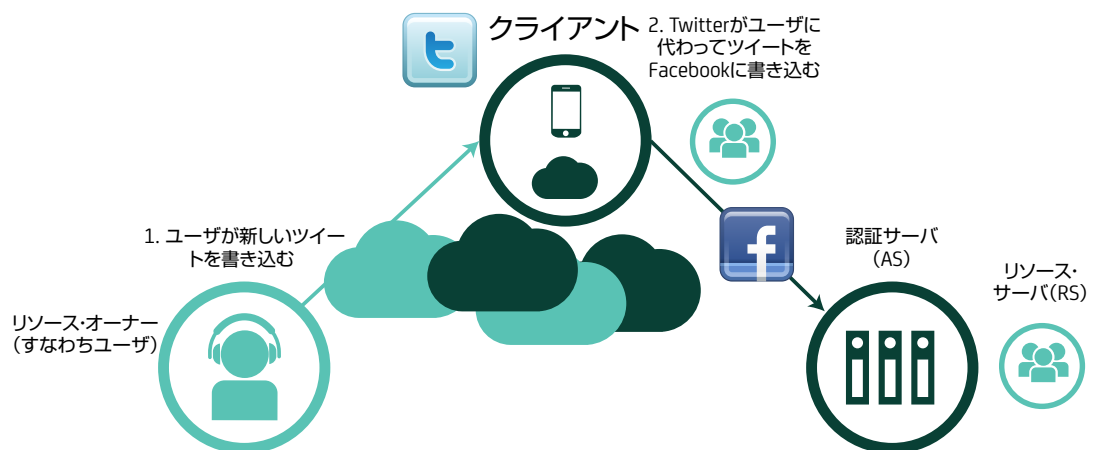 クライアント
2. Twitterがユーザに
代わってツイートを
Facebookに書き込む
1. ユーザが新しいツイー
トを書き込む
リソース・オーナー
(すなわちユーザ)
認証サーバ
(AS)
リソース・
サーバ(RS)